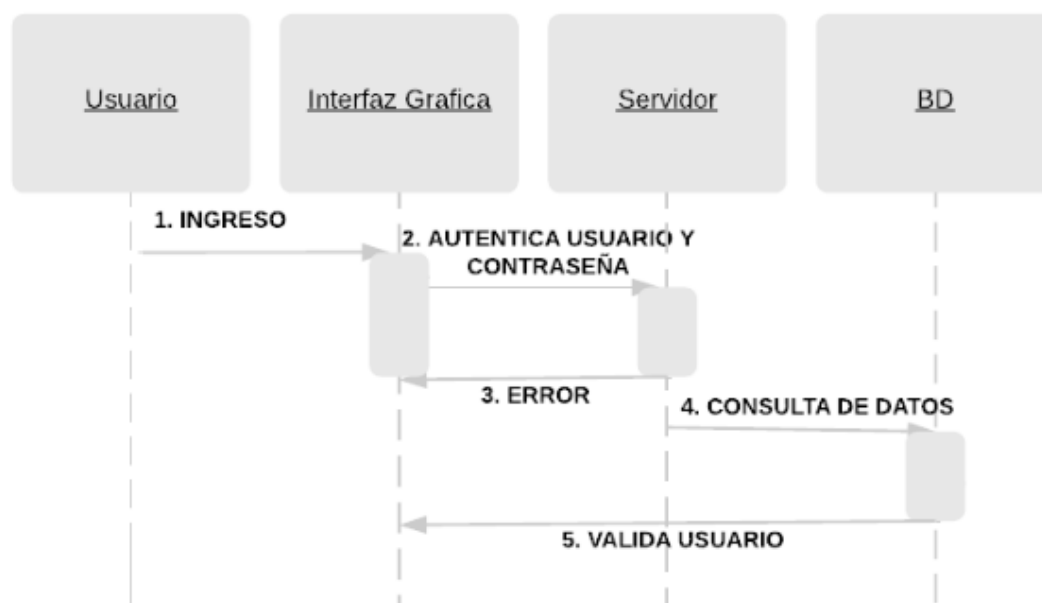 Usuario
Interfaz Grafica
Servidor
BD
1. INGRESO
2. AUTENTICA USUARIO Y
CONTRASEÑA
3. ERROR
4. CONSULTA DE DATOS
5. VALIDA USUARIO